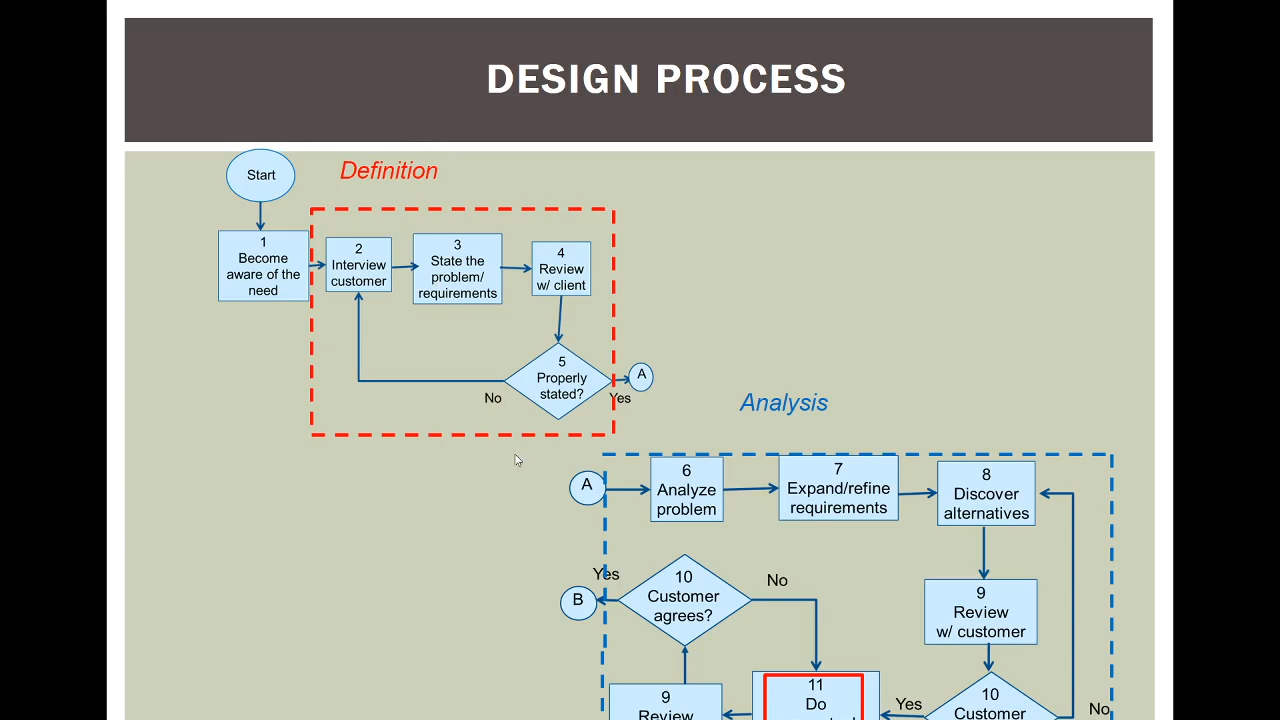 DESIGN PROCESS
Start
Definition
1
Become
aware of the
need
2
Interview
customer
3
State the
problem/
requirements
4
Review
w/ client
5
Properly
stated?
A
No
Yes
Analysis
A
6
Analyze
problem
7
Expand/refine
requirements
8
Discover
alternatives
Yes
B
10
Customer
agrees?
No
9
Review
w/ customer
9
Review
11
Do
Yes
10
Customer
No